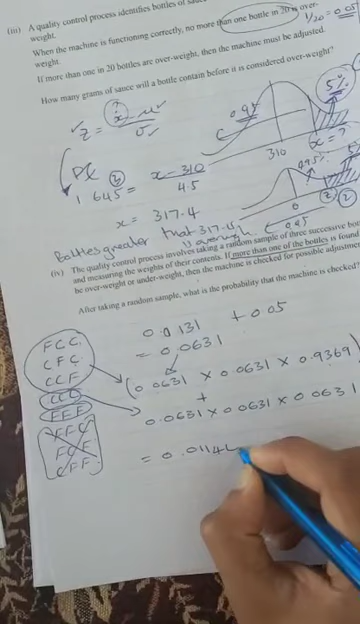 (iii) A quality control process identifies bottles of
weight.
1/20 = 0.05
When the machine is functioning correctly, no more than one bottle in 20 is over-
weight.
If more than one in 20 bottles are over-weight, then the machine must be adjusted.
How many grams of sauce will a bottle contain before it is considered over-weight?
5%
0.95
x = ?
310
1.645 = x - 310
4.5
x = 317.4
0
0.95
Bottles greater that 317.4
(iv) The quality control process involves taking a random sample of three successive
and measuring the weights of their contents. If more than one of the bottles is found
be over-weight or under-weight, then the machine is checked for possible
After taking a random sample, what is the probability that the machine is checked?
0.0131 + 0.05
= 0.0631
FCC
CFC
CCF
CCC
FFF
FFC
FCF
CFF
(0.0631 × 0.0631 × 0.9369)
+
0.0631 × 0.0631 × 0.0631
= 0.0114